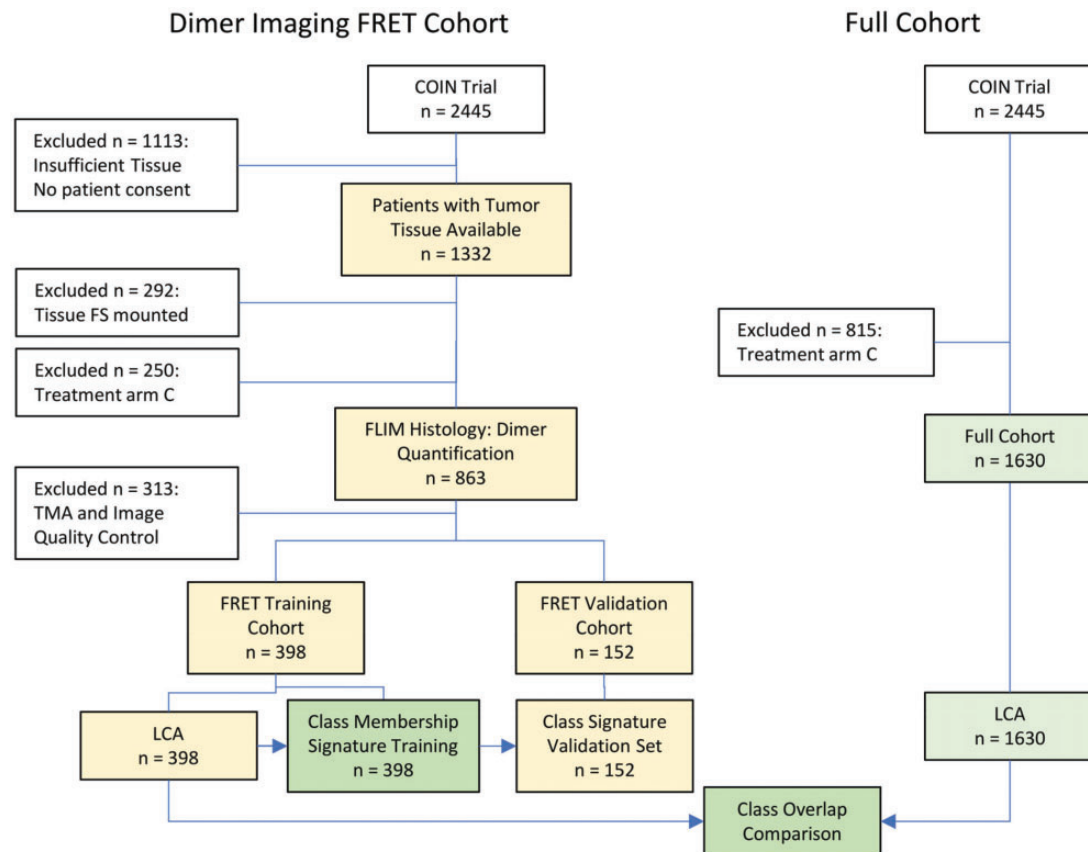 Dimer Imaging FRET Cohort
Full Cohort
COIN Trial
n = 2445
COIN Trial
n = 2445
Excluded n = 1113:
Insufficient Tissue
No patient consent
Patients with Tumor
Tissue Available
n = 1332
Excluded n = 292:
Tissue FS mounted
Excluded n = 815:
Treatment arm C
Excluded n = 250:
Treatment arm C
FLIM Histology: Dimer
Quantification
n = 863
Full Cohort
n = 1630
Excluded n = 313:
TMA and Image
Quality Control
FRET Training
Cohort
n = 398
FRET Validation
Cohort
n = 152
LCA
n = 398
Class Membership
Signature Training
n = 398
Class Signature
Validation Set
n = 152
LCA
n = 1630
Class Overlap
Comparison